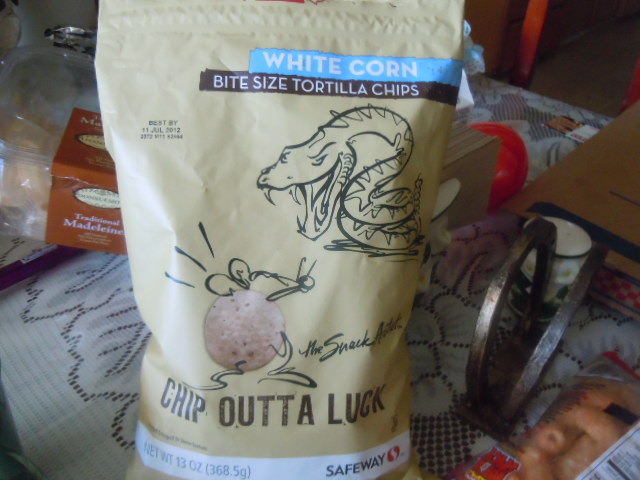 WHITE CORN
BITE SIZE TORTILLA CHIPS
BEST BY
11 JUL 2012
the Snack Artist
CHIP OUTTA LUCK
NET WT 13 OZ (368.5g)
SAFEWAY
Traditional
Madeleine